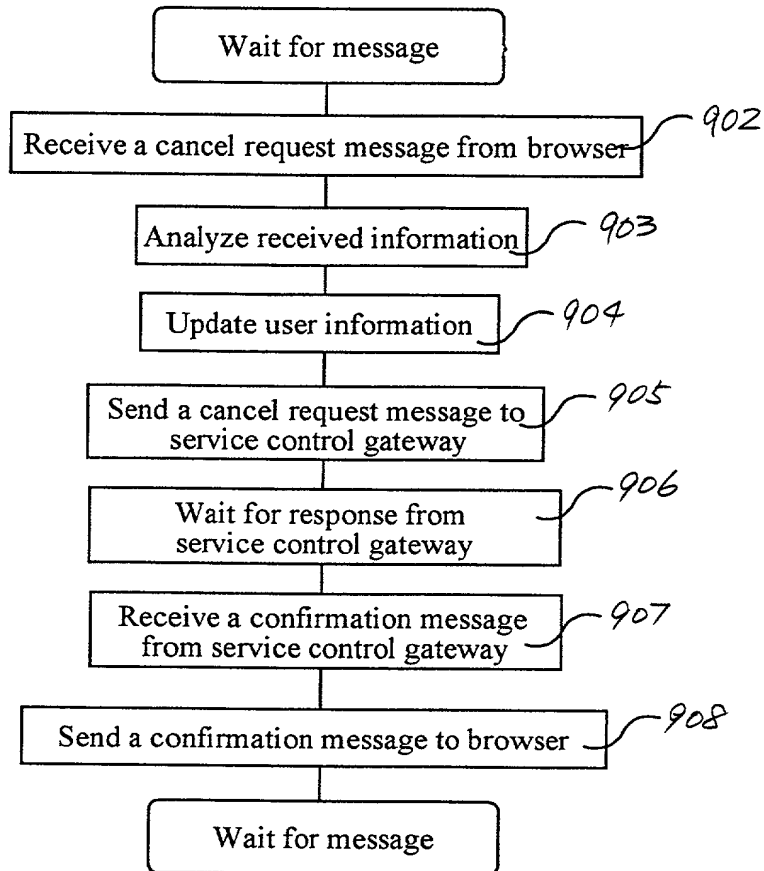 Wait for message
902
Receive a cancel request message from browser
903
Analyze received information
904
Update user information
905
Send a cancel request message to
service control gateway
906
Wait for response from
service control gateway
907
Receive a confirmation message
from service control gateway
908
Send a confirmation message to browser
Wait for message